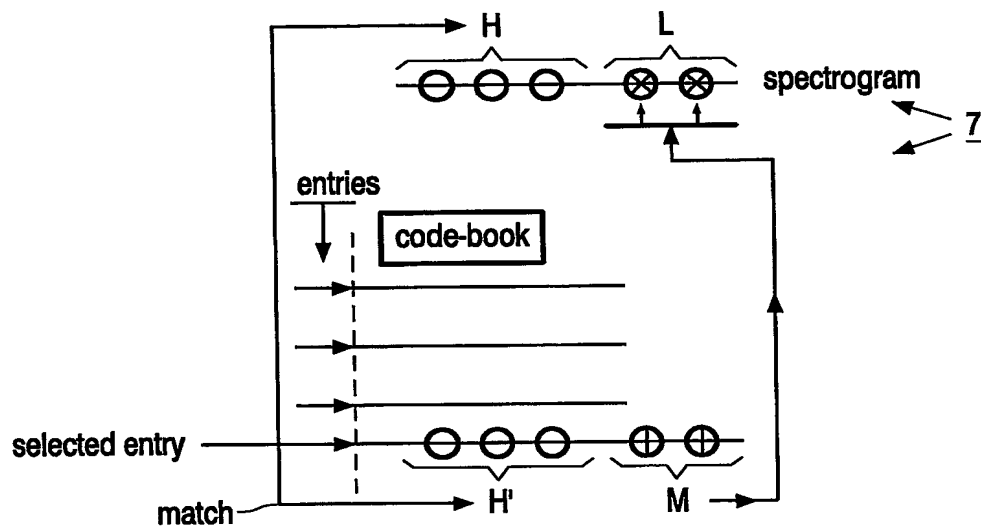 H L
spectrogram
7
entries
code-book
selected entry
H' M
match